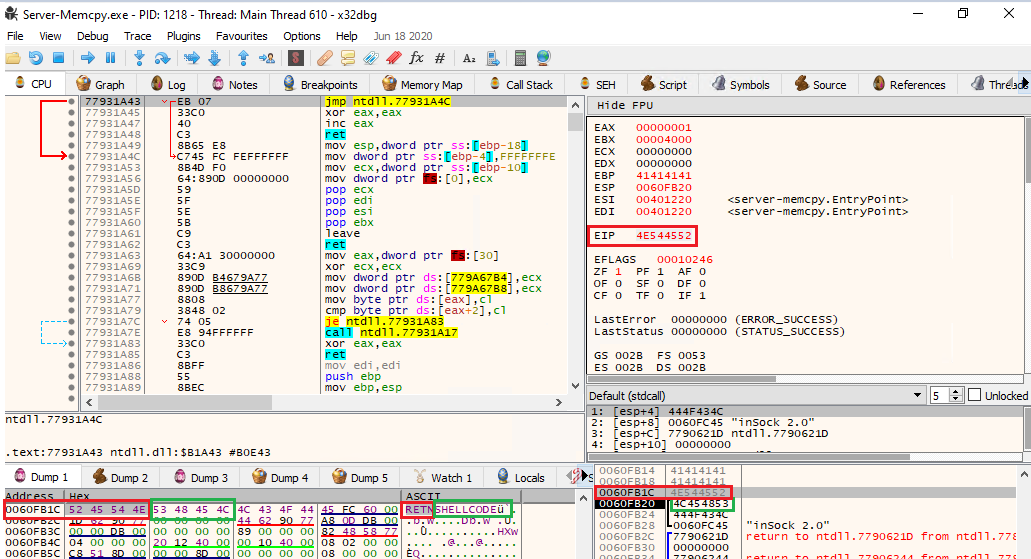 Server-Memcpy.exe - PID: 1218 - Thread: Main Thread 610 - x32dbg
File View Debug Trace Plugins Favourites Options Help Jun 18 2020
CPU Graph Log Notes Breakpoints Memory Map Call Stack SEH Script Symbols Source References Threads
77931A43 EB 07 jmp ntdll.77931A4C
77931A45 33C0 xor eax,eax
77931A47 40 inc eax
77931A48 C3 ret
77931A49 8B65 E8 mov esp,dword ptr ss:[ebp-18]
77931A4C C745 FC FEFFFFFF mov dword ptr ss:[ebp-4],FFFFFFFE
77931A53 8B4D F0 mov ecx,dword ptr ss:[ebp-10]
77931A56 64:890D 00000000 mov dword ptr fs:[0],ecx
77931A5D 59 pop ecx
77931A5E 5F pop edi
77931A5F 5E pop esi
77931A60 5B pop ebx
77931A61 C9 leave
77931A62 C3 ret
77931A63 64:A1 30000000 mov eax,dword ptr fs:[30]
77931A69 33C9 xor ecx,ecx
77931A6B 890D B4679A77 mov dword ptr ds:[779A67B4],ecx
77931A71 890D B8679A77 mov dword ptr ds:[779A67B8],ecx
77931A77 8808 mov byte ptr ds:[eax],cl
77931A79 3848 02 cmp byte ptr ds:[eax+2],cl
77931A7C 74 05 je ntdll.77931A83
77931A7E E8 94FFFFFF call ntdll.77931A17
77931A83 33C0 xor eax,eax
77931A85 C3 ret
77931A86 8BFF mov edi,edi
77931A88 55 push ebp
77931A89 8BEC mov ebp,esp
Hide FPU
EAX 00000001
EBX 00004000
ECX 00000000
EDX 00000000
EBP 41414141
ESP 0060FB20
ESI 00401220 <server-memcpy.EntryPoint>
EDI 00401220 <server-memcpy.EntryPoint>
EIP 4E544552
EFLAGS 00010246
ZF 1 PF 1 AF 0
OF 0 SF 0 DF 0
CF 0 TF 0 IF 1
LastError 00000000 (ERROR_SUCCESS)
LastStatus 00000000 (STATUS_SUCCESS)
GS 002B FS 0053
ES 002B DS 002B
Default (stdcall) 5 Unlocked
1: [esp+4] 444F434C
2: [esp+8] 0060FC45 "inSock 2.0"
3: [esp+C] 7790621D ntdll.7790621D
4: [esp+10] 00000000
ntdll.77931A4C
.text:77931A43 ntdll.dll:$B1A43 #B0E43
Dump 1 Dump 2 Dump 3 Dump 4 Dump 5 Watch 1 Locals
Address Hex ASCII
0060FB1C 52 45 54 4E 53 48 45 4C 4C 43 4F 44 45 FC 60 00 RETNSHELLCODEü`.
0060FB2C 1D 62 90 77 00 00 00 00 44 62 90 77 A8 0D DB 00
0060FB3C 00 00 DB 00 00 00 00 00 00 00 00 00 82 48 58 77
0060FB4C 04 00 00 00 20 12 40 00 00 10 40 00 08 02 00 00
0060FB5C C8 51 8D 00 00 00 8D 00 00 00 00 00 02 00 00 00
0060FB14 41414141
0060FB18 41414141
0060FB1C 4E544552
0060FB20 4C454853
0060FB24 444F434C
0060FB28 0060FC45 "inSock 2.0"
0060FB2C 7790621D return to ntdll.7790621D from ntdll.778
0060FB30 00000000